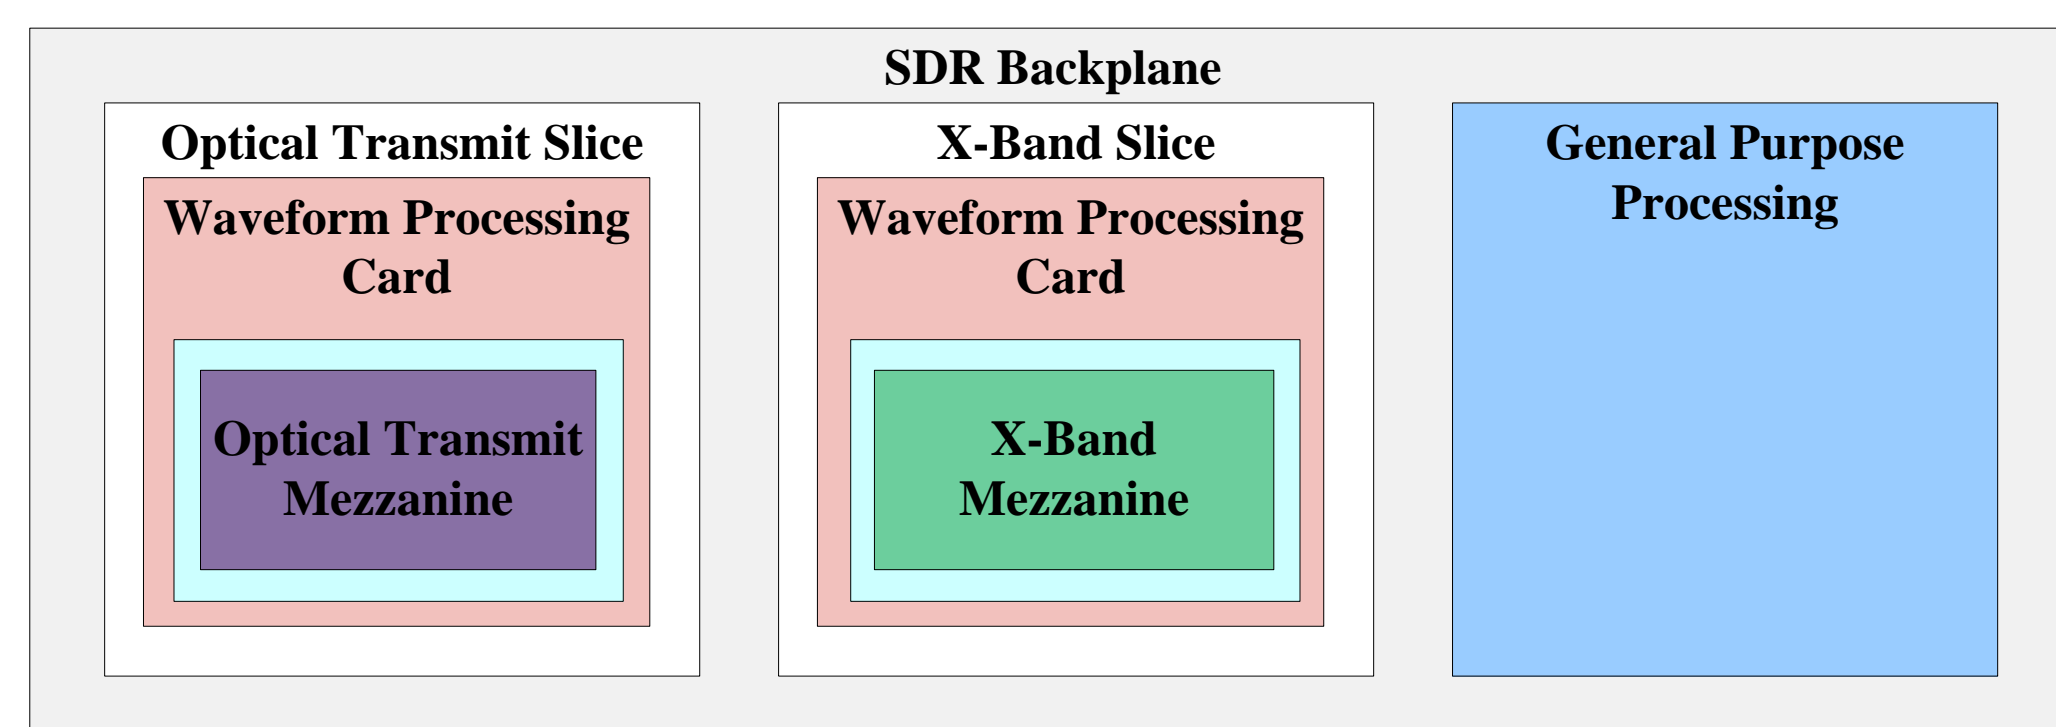 SDR Backplane
Optical Transmit Slice
Waveform Processing
Card
Optical Transmit
Mezzanine
X-Band Slice
Waveform Processing
Card
X-Band
Mezzanine
General Purpose
Processing